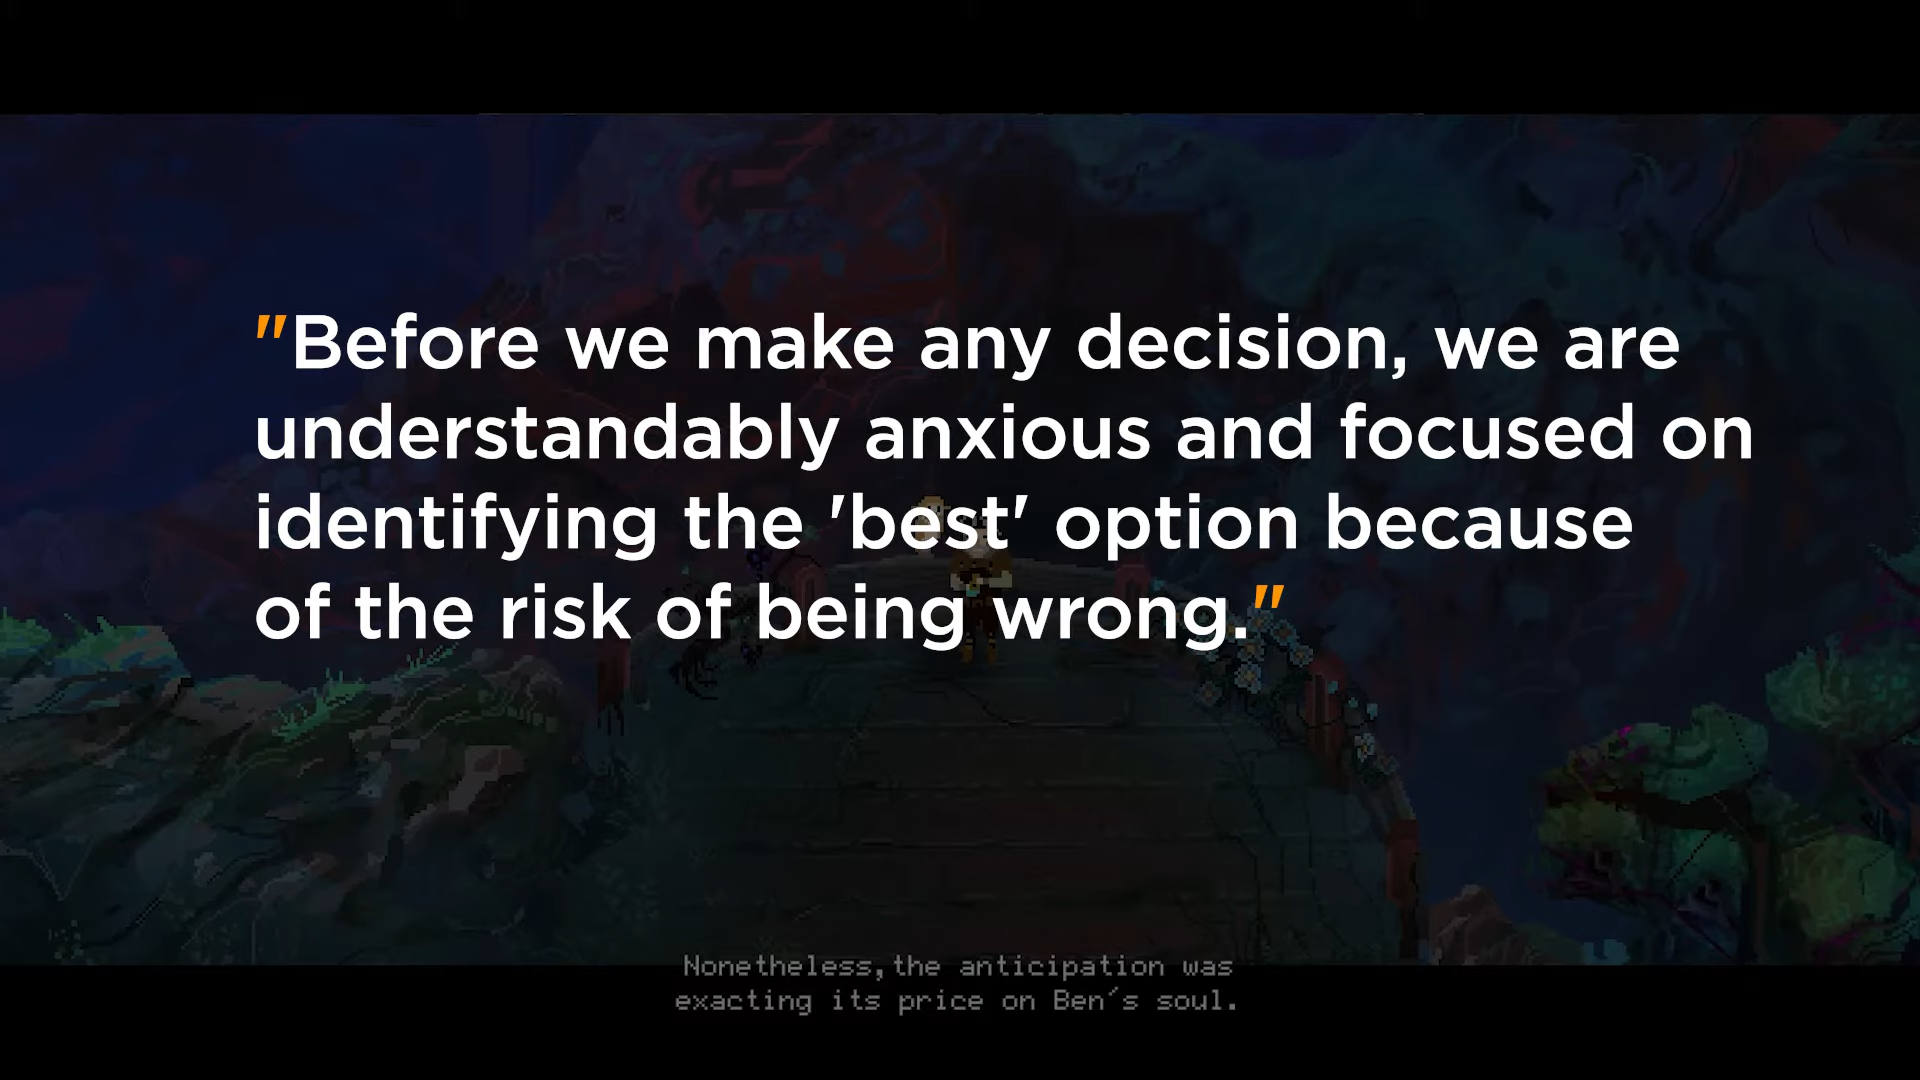 "Before we make any decision, we are
understandably anxious and focused on
identifying the 'best' option because
of the risk of being wrong."
Nonetheless, the anticipation was
exacting its price on Ben's soul.